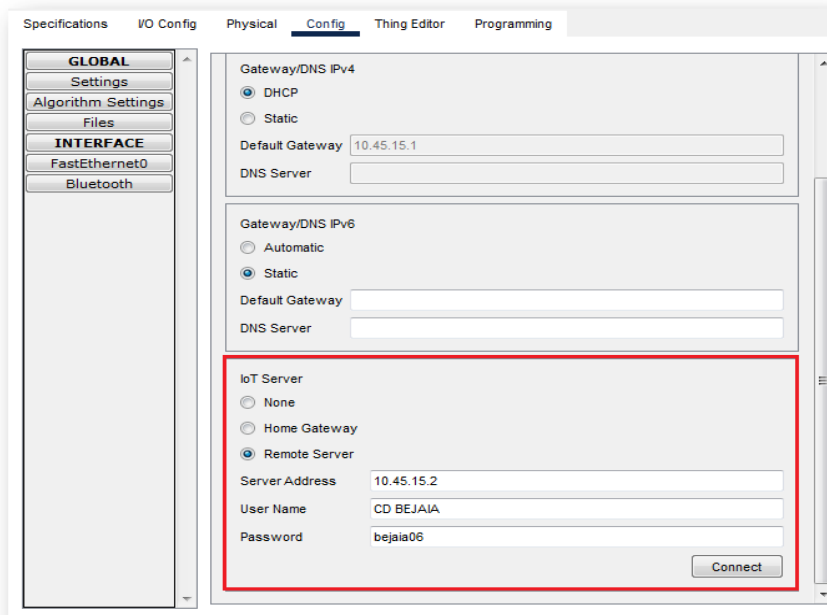 Specifications I/O Config Physical Config Thing Editor Programming
GLOBAL
Settings
Algorithm Settings
Files
INTERFACE
FastEthernet0
Bluetooth
Gateway/DNS IPv4
DHCP
Static
Default Gateway 10.45.15.1
DNS Server
Gateway/DNS IPv6
Automatic
Static
Default Gateway
DNS Server
IoT Server
None
Home Gateway
Remote Server
Server Address 10.45.15.2
User Name CD BEJAIA
Password bejaia06
Connect